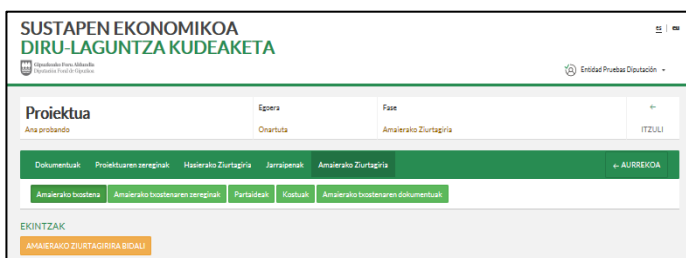 SUSTAPEN EKONOMIKOA
DIRU-LAGUNTZA KUDEAKETA
es | eu
Gipuzkoako Foru Aldundia
Diputación Foral de Gipuzkoa
Entidad Pruebas Diputación
Proiektua
Ana probando
Egoera
Onartuta
Fase
Amaierako Ziurtagiria
←
ITZULI
Dokumentuak Proiektuaren zereginak Hasierako Ziurtagiria Jarraipenak Amaierako Ziurtagiria ← AURREKOA
Amaierako txostena Amaierako txostenaren zereginak Partaideak Kostuak Amaierako txostenaren dokumentuak
EKINTZAK
AMAIERAKO ZIURTAGIRIRA BIDALI